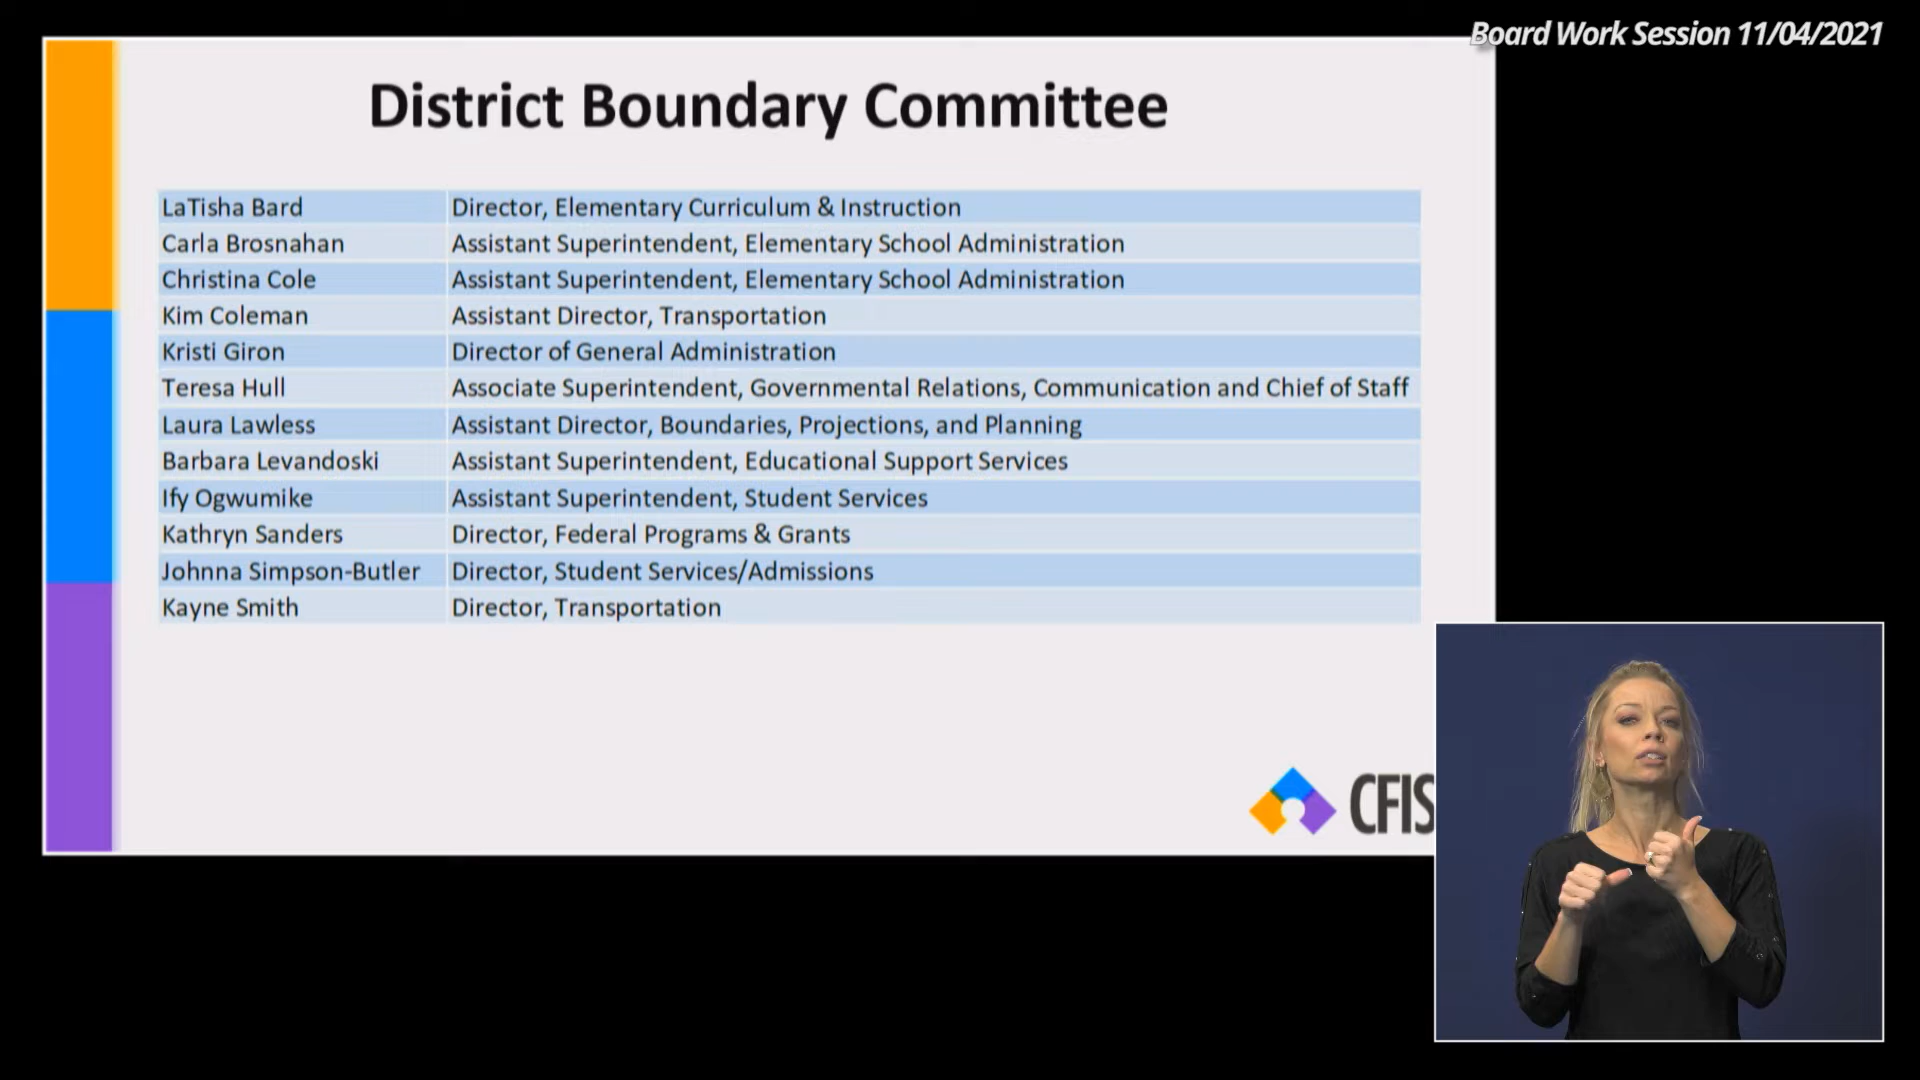 Board Work Session 11/04/2021
District Boundary Committee
LaTisha Bard Director, Elementary Curriculum & Instruction
Carla Brosnahan Assistant Superintendent, Elementary School Administration
Christina Cole Assistant Superintendent, Elementary School Administration
Kim Coleman Assistant Director, Transportation
Kristi Giron Director of General Administration
Teresa Hull Associate Superintendent, Governmental Relations, Communication and Chief of Staff
Laura Lawless Assistant Director, Boundaries, Projections, and Planning
Barbara Levandoski Assistant Superintendent, Educational Support Services
Ify Ogwumike Assistant Superintendent, Student Services
Kathryn Sanders Director, Federal Programs & Grants
Johnna Simpson-Butler Director, Student Services/Admissions
Kayne Smith Director, Transportation
CFIS